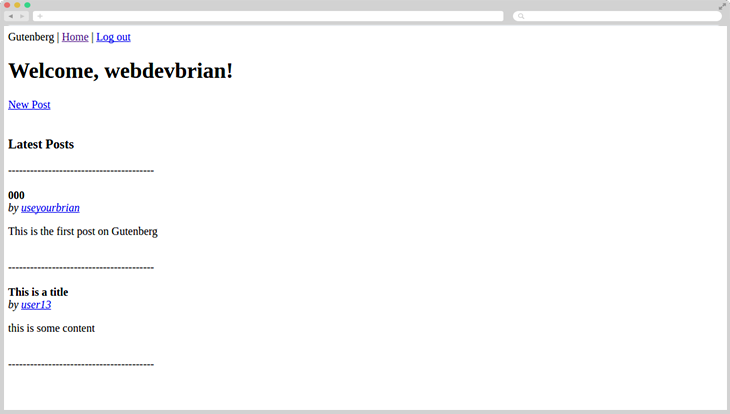 Gutenberg | Home | Log out
Welcome, webdevbrian!
New Post
Latest Posts
----------------------------------------
000
by useyourbrian
This is the first post on Gutenberg
----------------------------------------
This is a title
by user13
this is some content
----------------------------------------